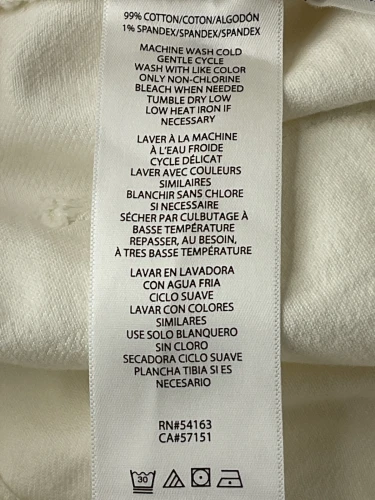 99% COTTON/COTON/ALGODÓN
1% SPANDEX/SPANDEX/SPANDEX
MACHINE WASH COLD
GENTLE CYCLE
WASH WITH LIKE COLOR
ONLY NON-CHLORINE
BLEACH WHEN NEEDED
TUMBLE DRY LOW
LOW HEAT IRON IF
NECESSARY
LAVER À LA MACHINE
À L'EAU FROIDE
CYCLE DÉLICAT
LAVER AVEC COULEURS
SIMILAIRES
BLANCHIR SANS CHLORE
SI NECESSAIRE
SÉCHER PAR CULBUTAGE À
BASSE TEMPÉRATURE
REPASSER, AU BESOIN,
À TRES BASSE TEMPÉRATURE
LAVAR EN LAVADORA
CON AGUA FRIA
CICLO SUAVE
LAVAR CON COLORES
SIMILARES
USE SOLO BLANQUERO
SIN CLORO
SECADORA CICLO SUAVE
PLANCHA TIBIA SI ES
NECESARIO
RN#54163
CA#57151
30